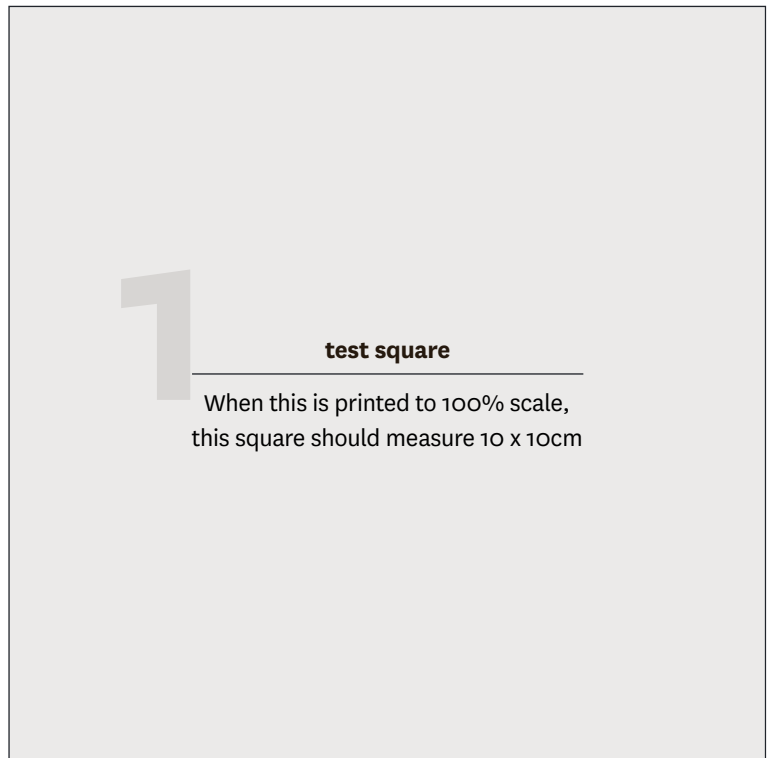 1
test square
When this is printed to 100% scale,
this square should measure 10 x 10cm